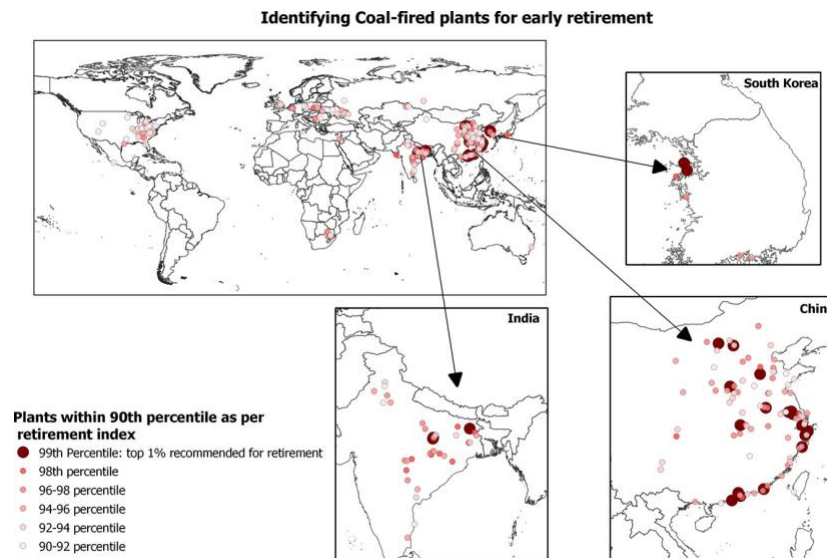 Identifying Coal-fired plants for early retirement
South Korea
India
Chin
Plants within 90th percentile as per
retirement index
99th Percentile: top 1% recommended for retirement
98th percentile
96-98 percentile
94-96 percentile
92-94 percentile
90-92 percentile